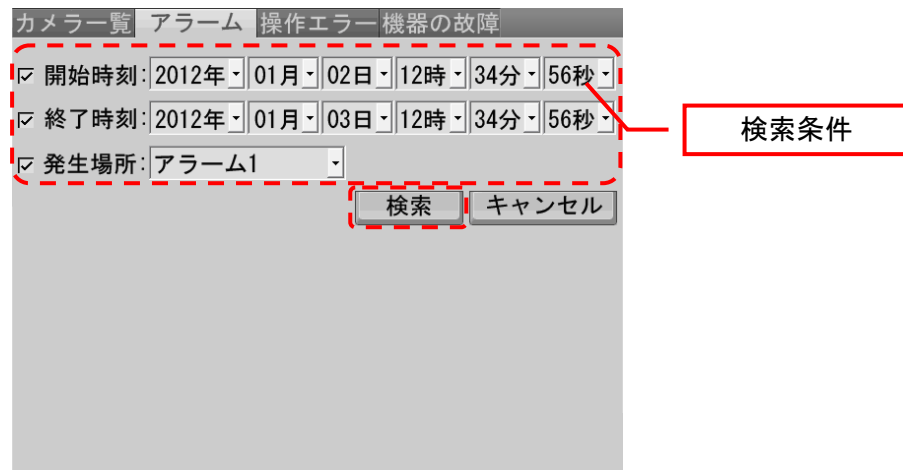 カメラ一覧 アラーム 操作エラー 機器の故障
開始時刻: 2012年 01月 02日 12時 34分 56秒
終了時刻: 2012年 01月 03日 12時 34分 56秒
検索条件
発生場所: アラーム1
検索 キャンセル